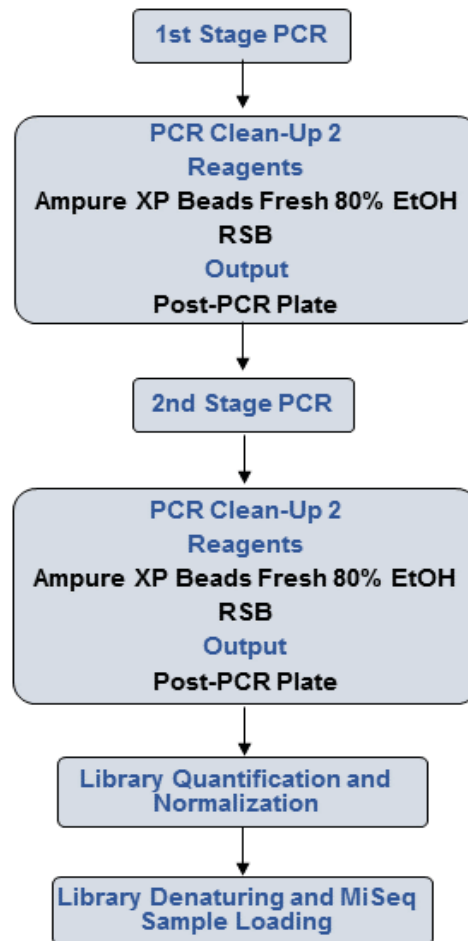 1st Stage PCR
PCR Clean-Up 2
Reagents
Ampure XP Beads Fresh 80% EtOH
RSB
Output
Post-PCR Plate
2nd Stage PCR
PCR Clean-Up 2
Reagents
Ampure XP Beads Fresh 80% EtOH
RSB
Output
Post-PCR Plate
Library Quantification and
Normalization
Library Denaturing and MiSeq
Sample Loading